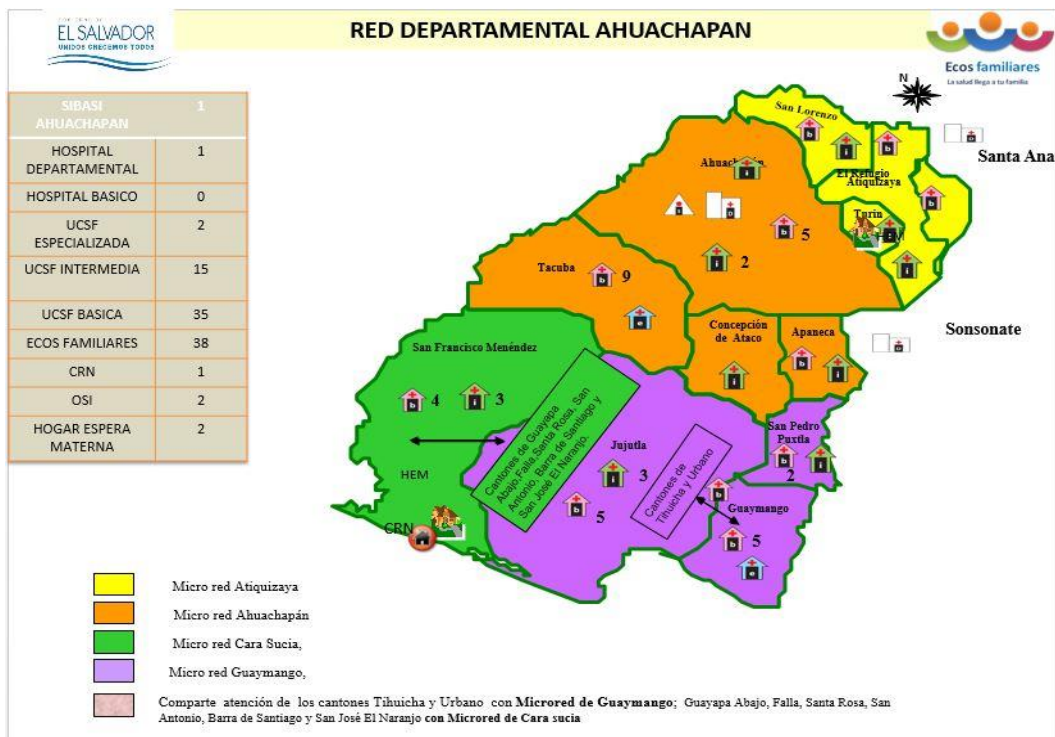 EL SALVADOR
UNIDOS CRECEMOS TODOS
RED DEPARTAMENTAL AHUACHAPAN
Ecos familiares
La salud llega a tu familia
SIBASI AHUACHAPAN 1
HOSPITAL DEPARTAMENTAL 1
HOSPITAL BASICO 0
UCSF ESPECIALIZADA 2
UCSF INTERMEDIA 15
UCSF BASICA 35
ECOS FAMILIARES 38
CRN 1
OSI 2
HOGAR ESPERA MATERNA 2
N
San Lorenzo
b
i
b
Santa Ana
Ahuachapán
i
El Refugio
Atiquizaya
b
b
5
Turín
HEM
i
2
i
Tacuba
b
9
e
Sonsonate
Concepción
de Ataco
i
Apaneca
b
i
San Francisco Menéndez
b
4
i
3
Cantones de Guayapa
Abajo,Falla,Santa Rosa, San
Antonio, Barra de Santiago y
San José El Naranjo.
HEM
CRN
Jujutla
i
3
b
5
Cantones de
Tihuicha y Urbano
San Pedro
Puxtla
b
2
i
b
Guaymango
b
5
e
Micro red Atiquizaya
Micro red Ahuachapán
Micro red Cara Sucia,
Micro red Guaymango,
Comparte atención de los cantones Tihuicha y Urbano con Microred de Guaymango; Guayapa Abajo, Falla, Santa Rosa, San
Antonio, Barra de Santiago y San José El Naranjo con Microred de Cara sucia